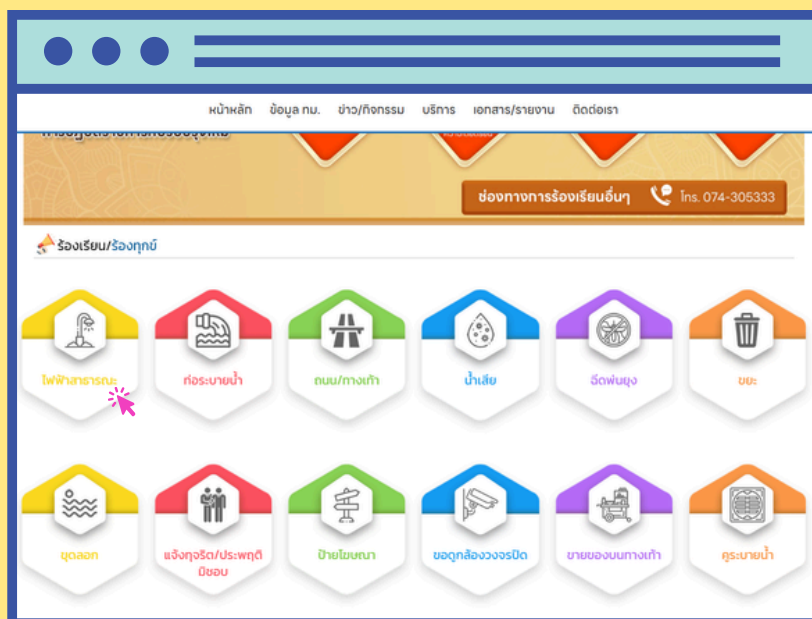 หน้าหลัก ข้อมูล ทม. ข่าว/กิจกรรม บริการ เอกสาร/รายงาน ติดต่อเรา
ช่องทางการร้องเรียนอื่นๆ โทร. 074-305333
ร้องเรียน/ร้องทุกข์
ไฟฟ้าสาธารณะ ท่อระบายน้ำ ถนน/ทางเท้า น้ำเสีย ฉีดพ่นยุง ขยะ
ขุดลอก แจ้งทุจริต/ประพฤติ ป้ายโฆษณา ขอดูกล้องวงจรปิด ขายของบนทางเท้า คูระบายน้ำ
มิชอบ